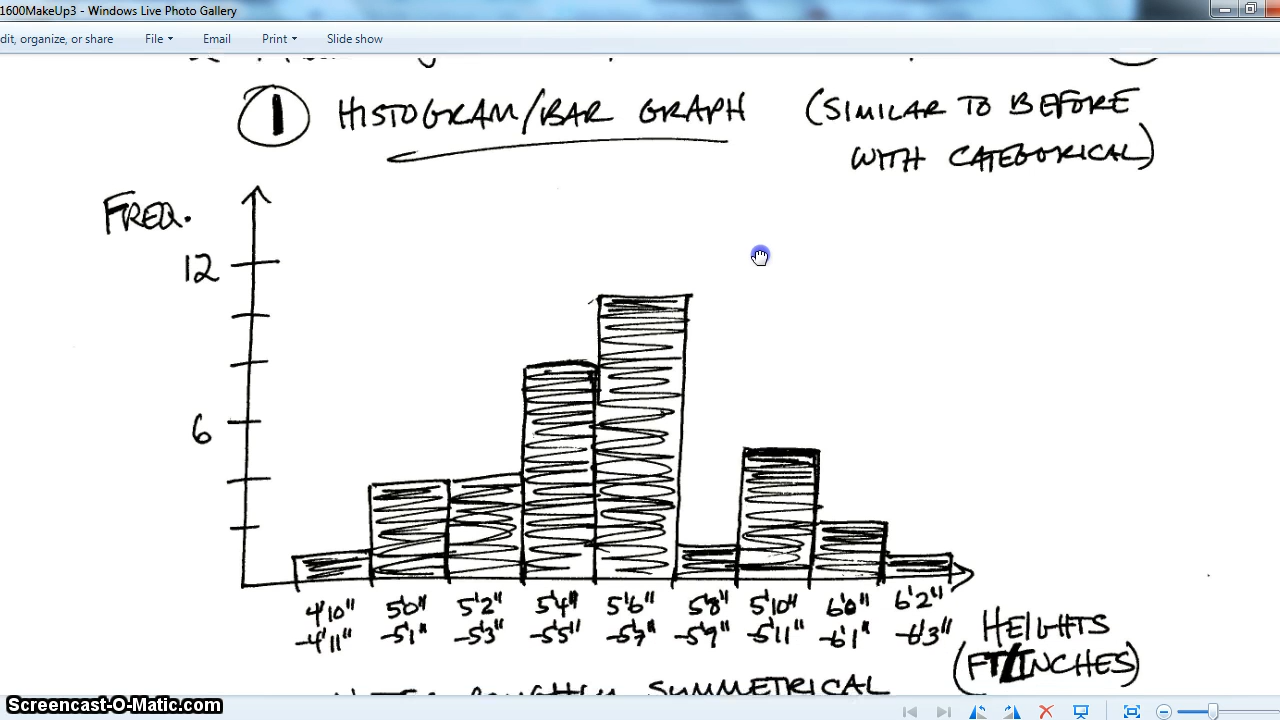 1600MakeUp3 - Windows Live Photo Gallery
dit, organize, or share File Email Print Slide show
1 HISTOGRAM/BAR GRAPH (SIMILAR TO BEFORE
WITH CATEGORICAL)
FREQ.
12
6
4'10" 5'0" 5'2" 5'4" 5'6" 5'8" 5'10" 6'0" 6'2"
-4'11" -5'1" -5'3" -5'5" -5'7" -5'9" -5'11" -6'1" -6'3"
HEIGHTS
(FT/INCHES)
ROUGHLY SYMMETRICAL
Screencast-O-Matic.com